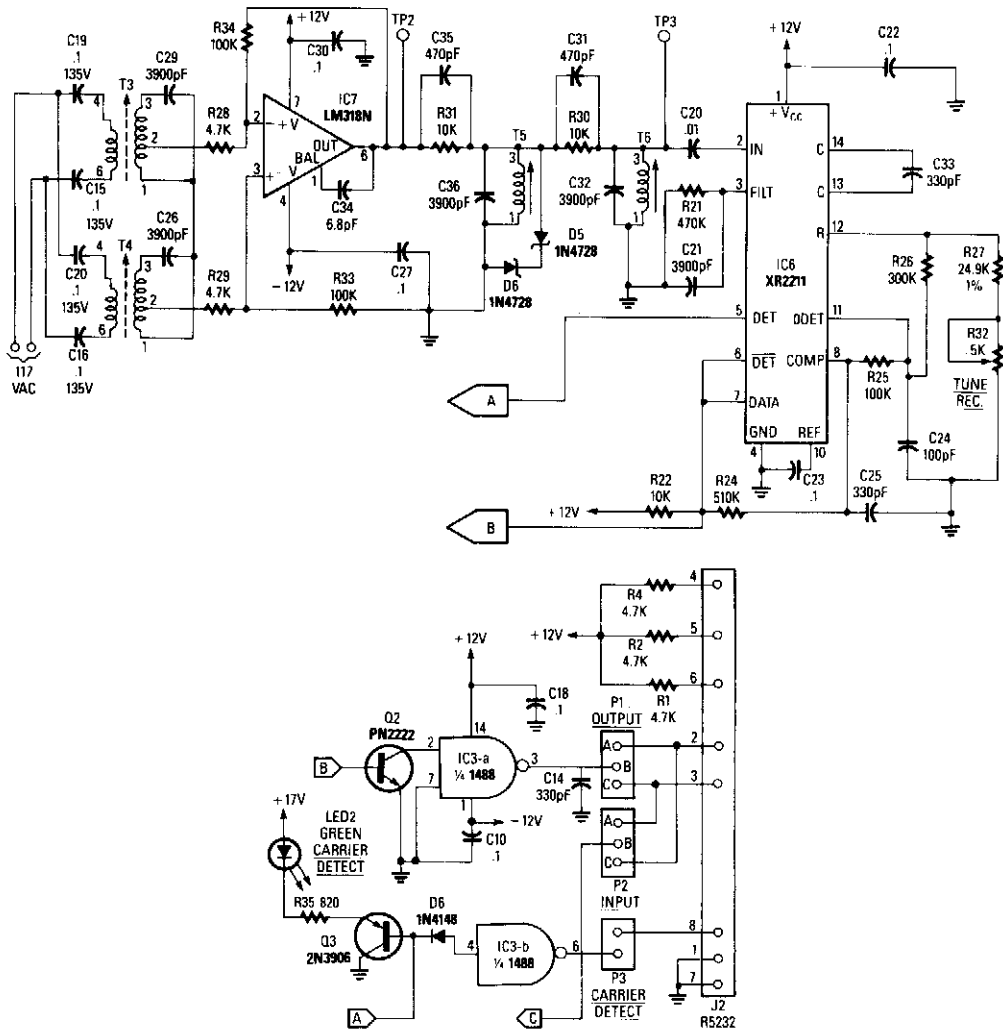 C19
.1
135V
C29
3900pF
T3
4
3
2
6
1
C15
.1
135V
C26
3900pF
T4
4
3
2
6
1
C20
.1
135V
C16
.1
135V
117
VAC
R28
4.7K
R29
4.7K
R34
100K
+12V
C30
.1
IC7
LM318N
2
7
-
+V
OUT
6
BAL
3
+
-V
1
4
C34
6.8pF
-12V
C27
.1
R33
100K
TP2
C35
470pF
R31
10K
C36
3900pF
T5
3
1
D5
1N4728
D6
1N4728
C31
470pF
R30
10K
C32
3900pF
T6
3
1
TP3
R21
470K
C21
3900pF
C20
.01
+12V
C22
.1
1
+VCC
2
IN
14
C
3
FILT
13
C
C33
330pF
12
R
IC6
XR2211
R26
300K
R27
24.9K
1%
5
DET
ODET
11
6
DET
COMP
8
R25
100K
R32
.5K
TUNE
REC.
7
DATA
GND
REF
4
10
C23
.1
C24
100pF
C25
330pF
A
B
+12V
R22
10K
R24
510K
R4
4.7K
4
+12V
R2
4.7K
5
R1
4.7K
6
+12V
C18
.1
P1
OUTPUT
Q2
PN2222
B
14
2
IC3-a
¼ 1488
3
7
1
C14
330pF
A
B
C
2
3
-12V
C10
.1
A
B
C
P2
INPUT
+17V
LED2
GREEN
CARRIER
DETECT
R35 820
Q3
2N3906
D6
1N4148
4
IC3-b
¼ 1488
6
P3
CARRIER
DETECT
8
1
7
J2
R5232
A
C